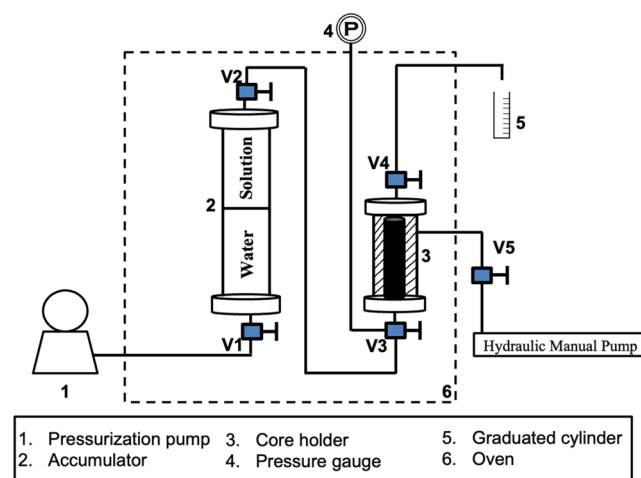 4 P
V2
5
Solution
V4
2
3
V5
Water
V1
V3
Hydraulic Manual Pump
1
6
1. Pressurization pump 3. Core holder 5. Graduated cylinder
2. Accumulator 4. Pressure gauge 6. Oven